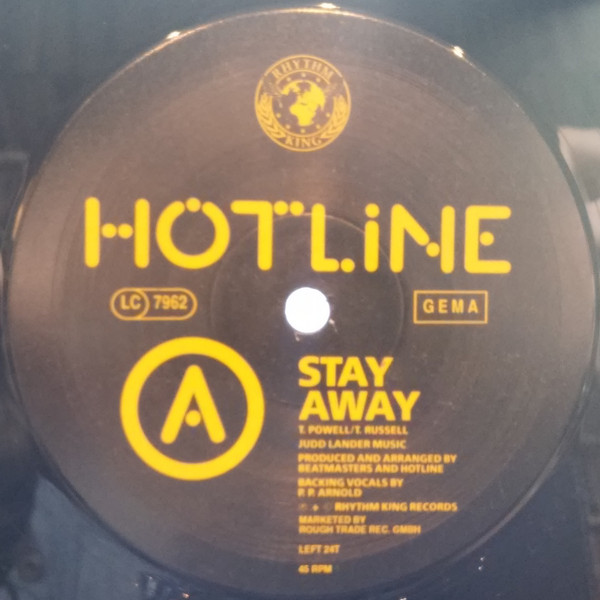 RHYTHM
KING
HOTLINE
LC 7962
GEMA
A
STAY
AWAY
T. POWELL/T. RUSSELL
JUDD LANDER MUSIC
PRODUCED AND ARRANGED BY
BEATMASTERS AND HOTLINE
BACKING VOCALS BY
P. P. ARNOLD
℗ + © RHYTHM KING RECORDS
MARKETED BY
ROUGH TRADE REC. GMBH
LEFT 24T
45 RPM